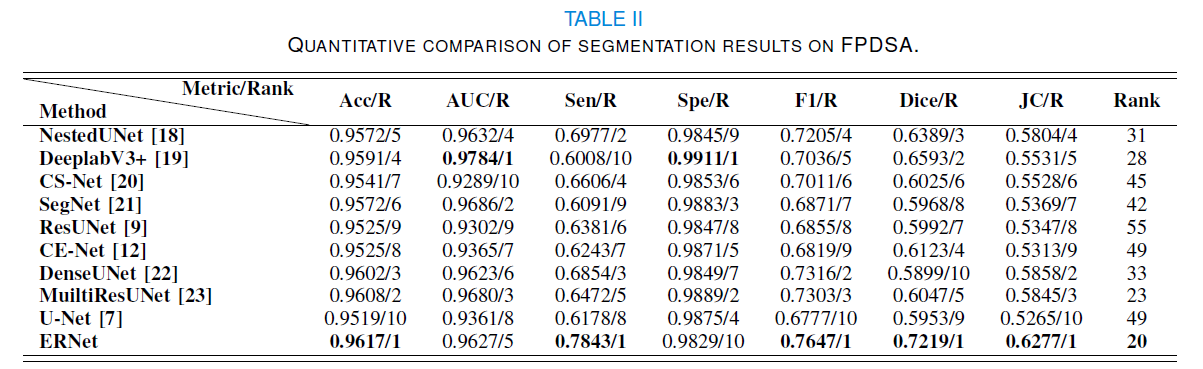 TABLE II
QUANTITATIVE COMPARISON OF SEGMENTATION RESULTS ON FPDSA.
Metric/Rank
Method Acc/R AUC/R Sen/R Spe/R F1/R Dice/R JC/R Rank
NestedUNet [18] 0.9572/5 0.9632/4 0.6977/2 0.9845/9 0.7205/4 0.6389/3 0.5804/4 31
DeeplabV3+ [19] 0.9591/4 0.9784/1 0.6008/10 0.9911/1 0.7036/5 0.6593/2 0.5531/5 28
CS-Net [20] 0.9541/7 0.9289/10 0.6606/4 0.9853/6 0.7011/6 0.6025/6 0.5528/6 45
SegNet [21] 0.9572/6 0.9686/2 0.6091/9 0.9883/3 0.6871/7 0.5968/8 0.5369/7 42
ResUNet [9] 0.9525/9 0.9302/9 0.6381/6 0.9847/8 0.6855/8 0.5992/7 0.5347/8 55
CE-Net [12] 0.9525/8 0.9365/7 0.6243/7 0.9871/5 0.6819/9 0.6123/4 0.5313/9 49
DenseUNet [22] 0.9602/3 0.9623/6 0.6854/3 0.9849/7 0.7316/2 0.5899/10 0.5858/2 33
MuiltiResUNet [23] 0.9608/2 0.9680/3 0.6472/5 0.9889/2 0.7303/3 0.6047/5 0.5845/3 23
U-Net [7] 0.9519/10 0.9361/8 0.6178/8 0.9875/4 0.6777/10 0.5953/9 0.5265/10 49
ERNet 0.9617/1 0.9627/5 0.7843/1 0.9829/10 0.7647/1 0.7219/1 0.6277/1 20